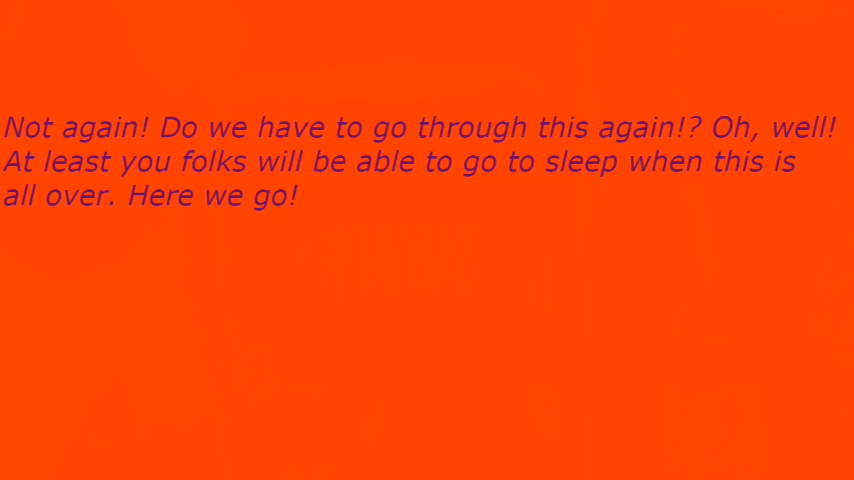 Not again! Do we have to go through this again!? Oh, well!
At least you folks will be able to go to sleep when this is
all over. Here we go!